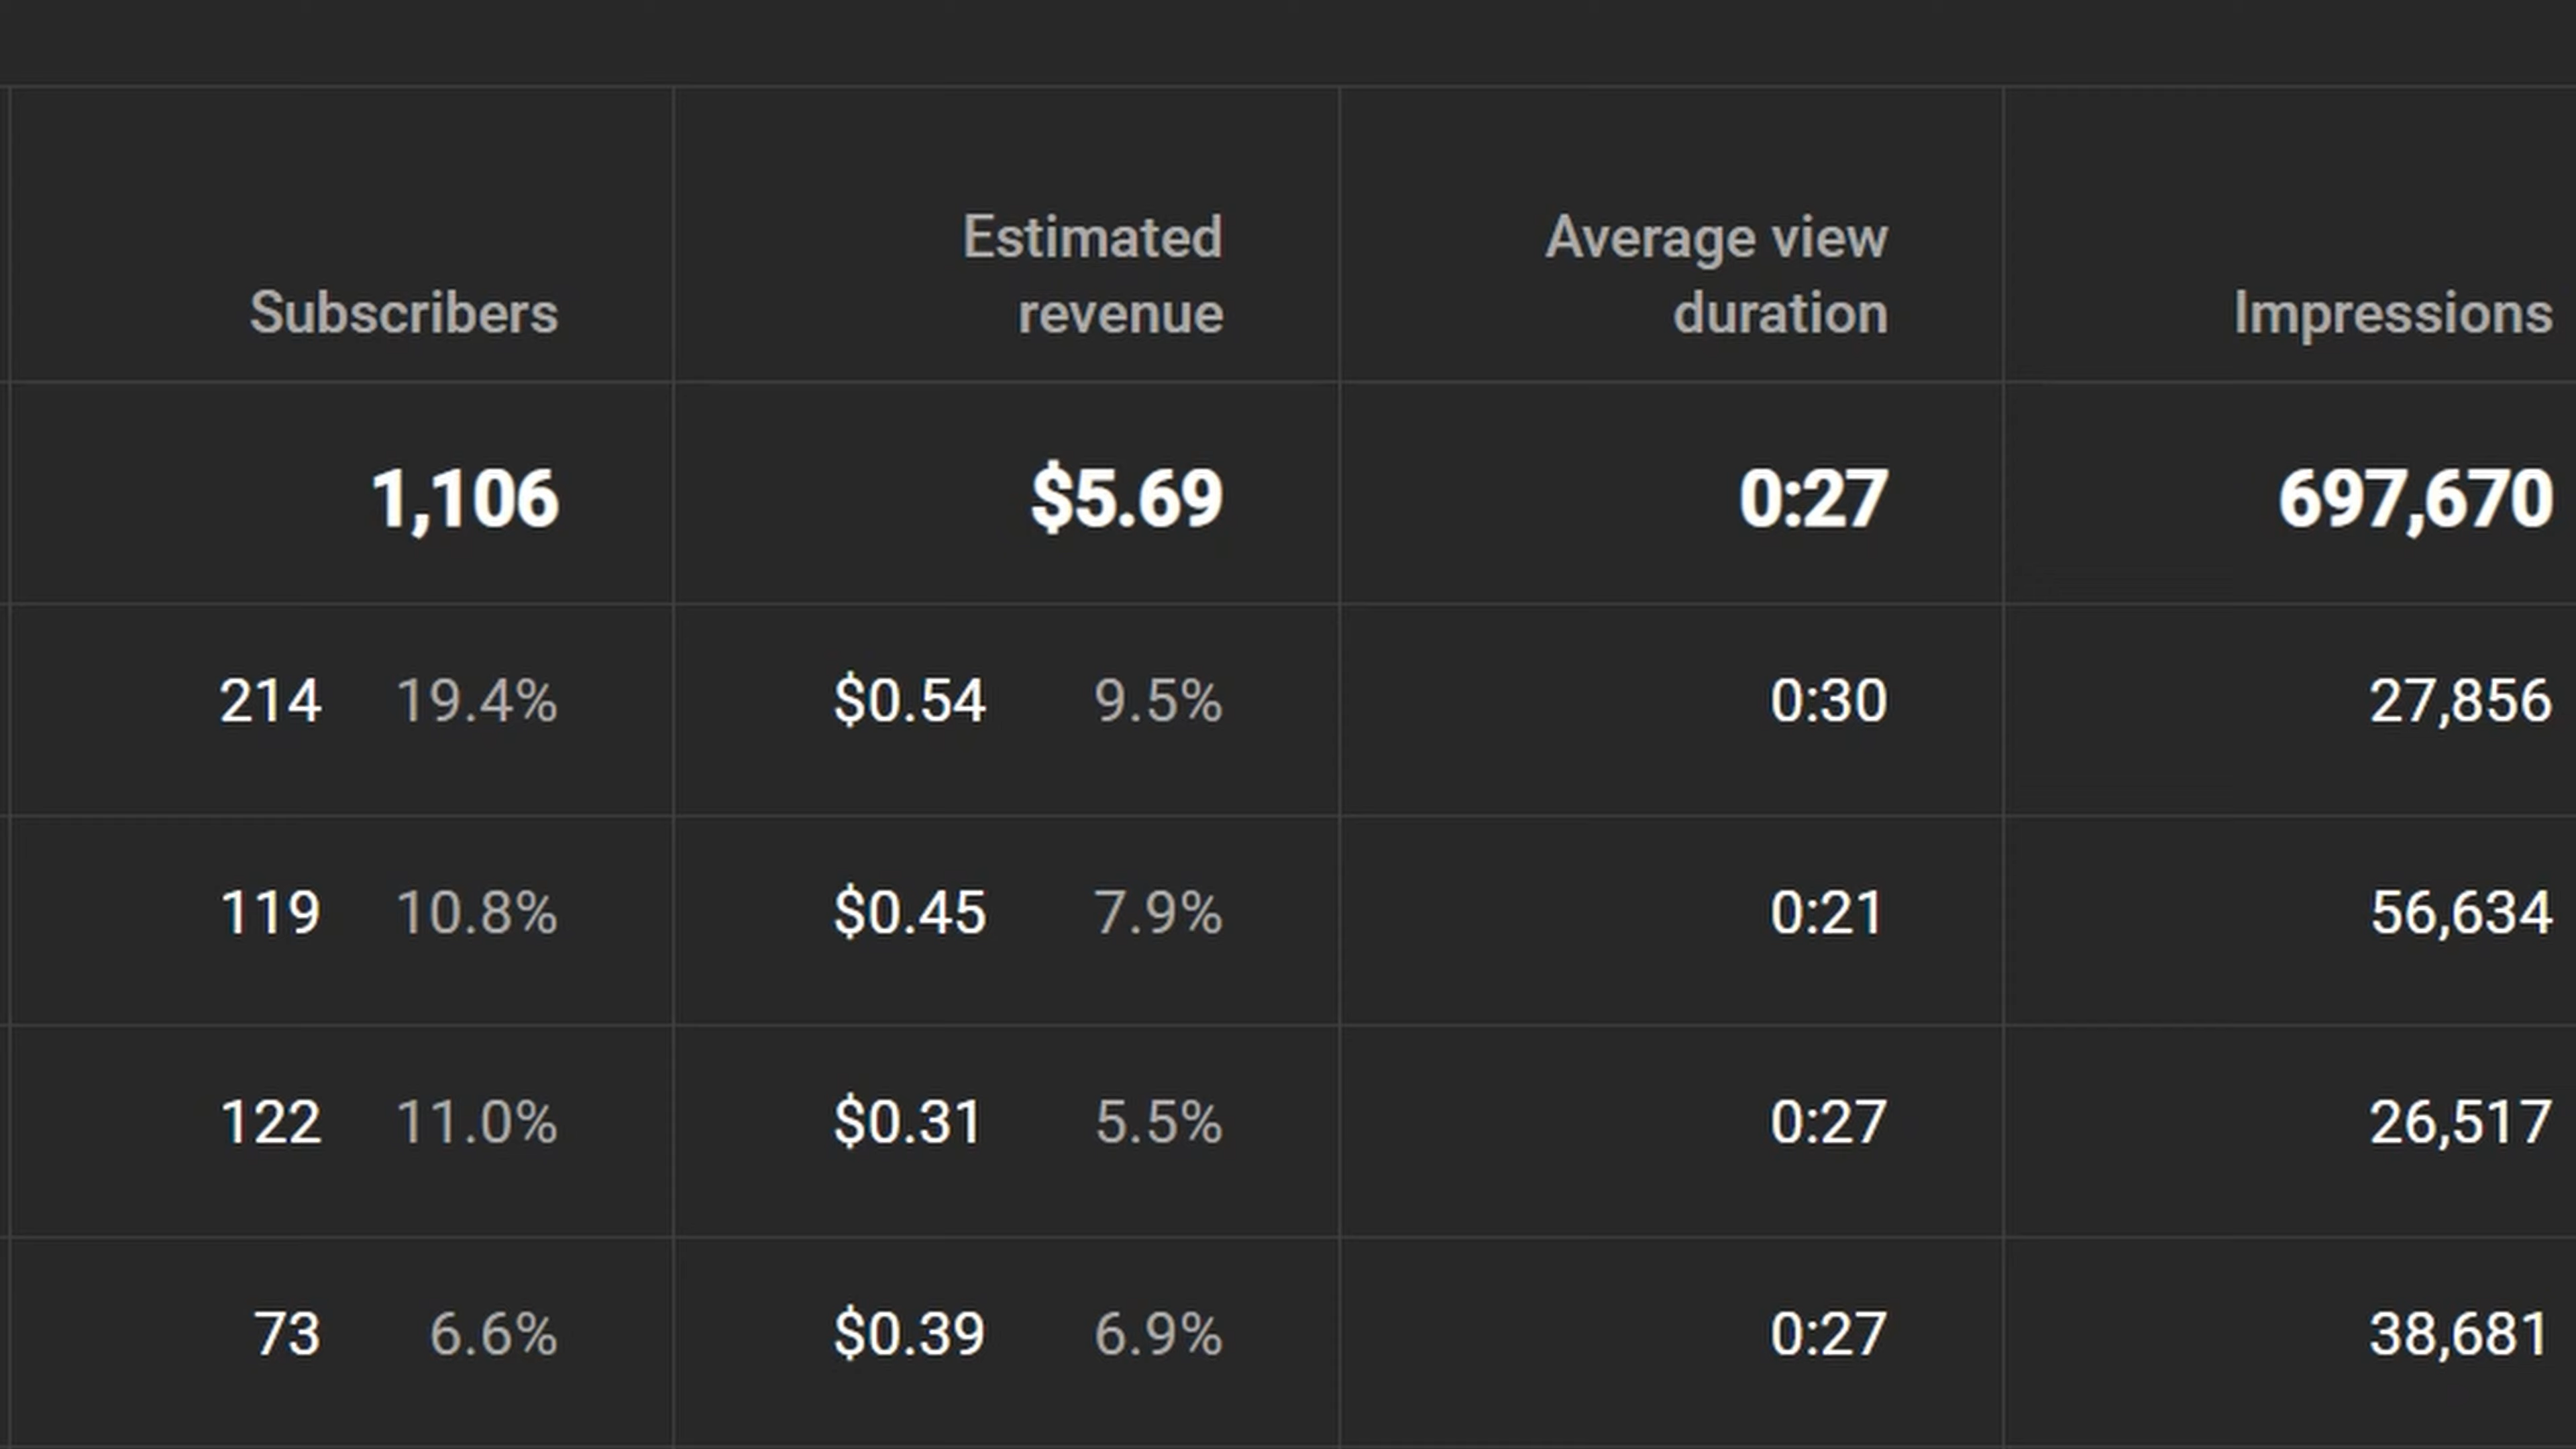 Subscribers Estimated revenue Average view duration Impressions
1,106 $5.69 0:27 697,670
214 19.4% $0.54 9.5% 0:30 27,856
119 10.8% $0.45 7.9% 0:21 56,634
122 11.0% $0.31 5.5% 0:27 26,517
73 6.6% $0.39 6.9% 0:27 38,681